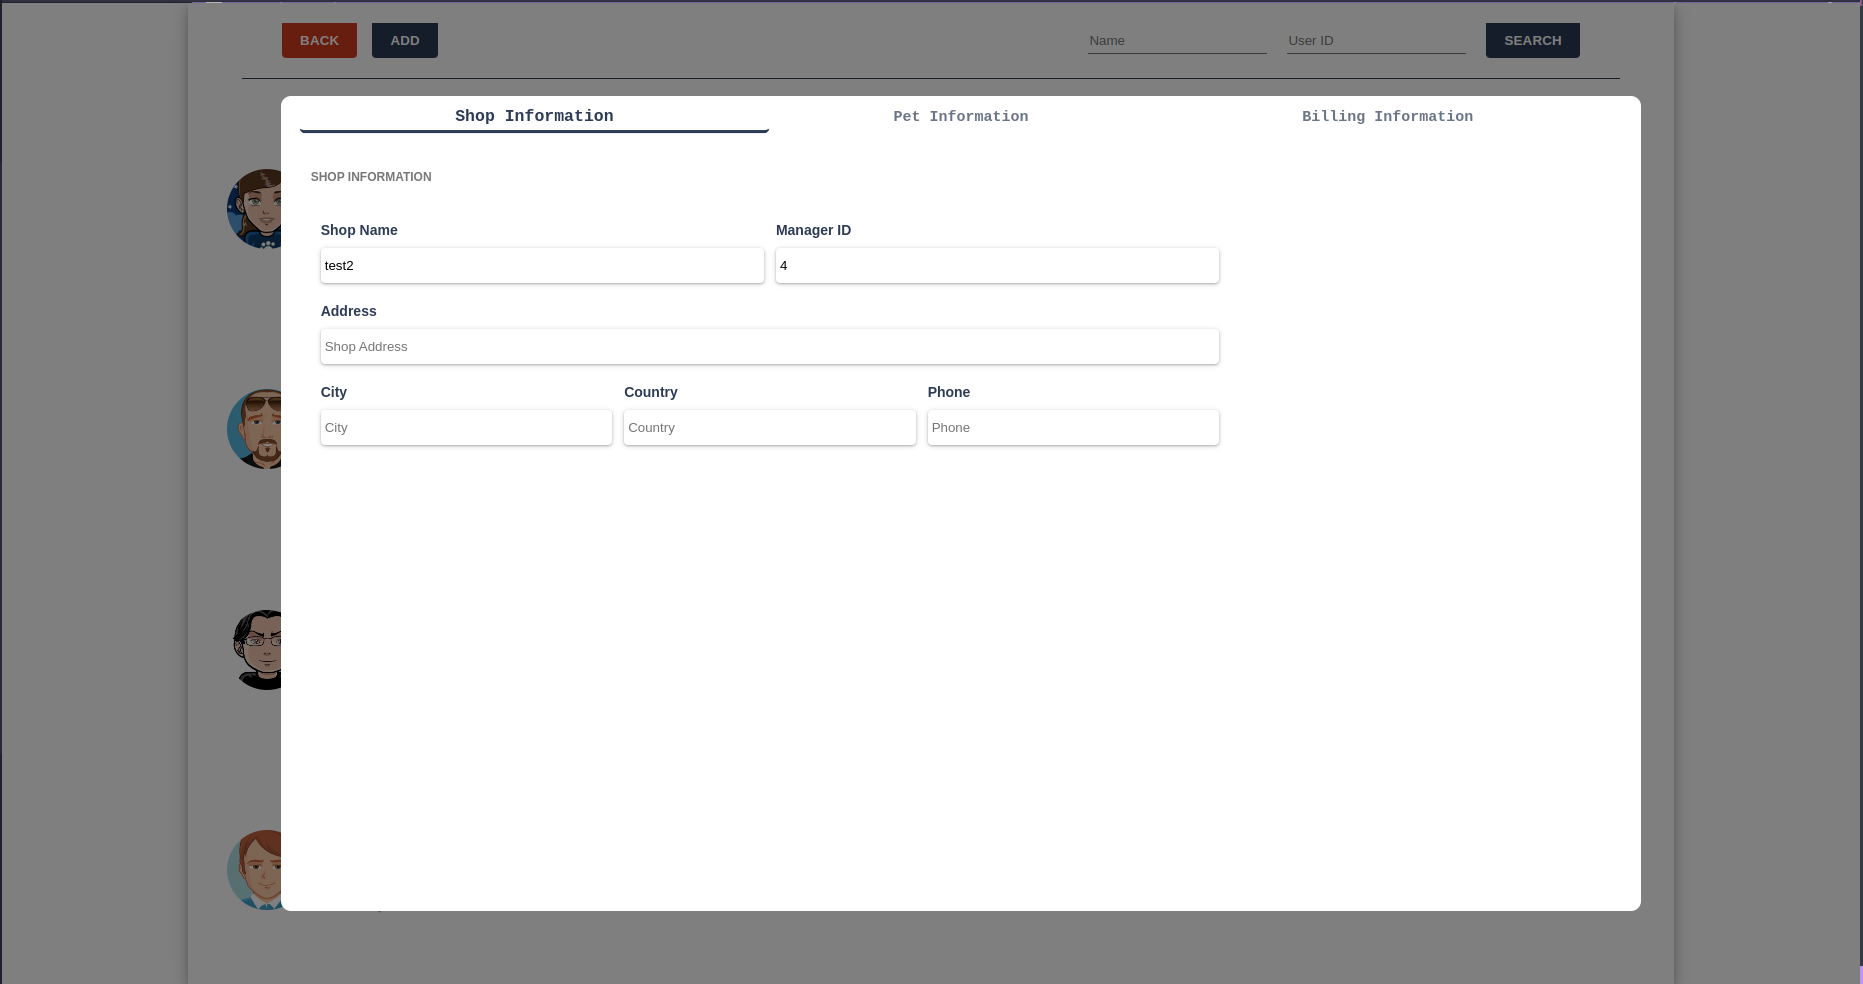 BACK ADD Name User ID SEARCH
Shop Information Pet Information Billing Information
SHOP INFORMATION
Shop Name Manager ID
test2 4
Address
Shop Address
City Country Phone
City Country Phone